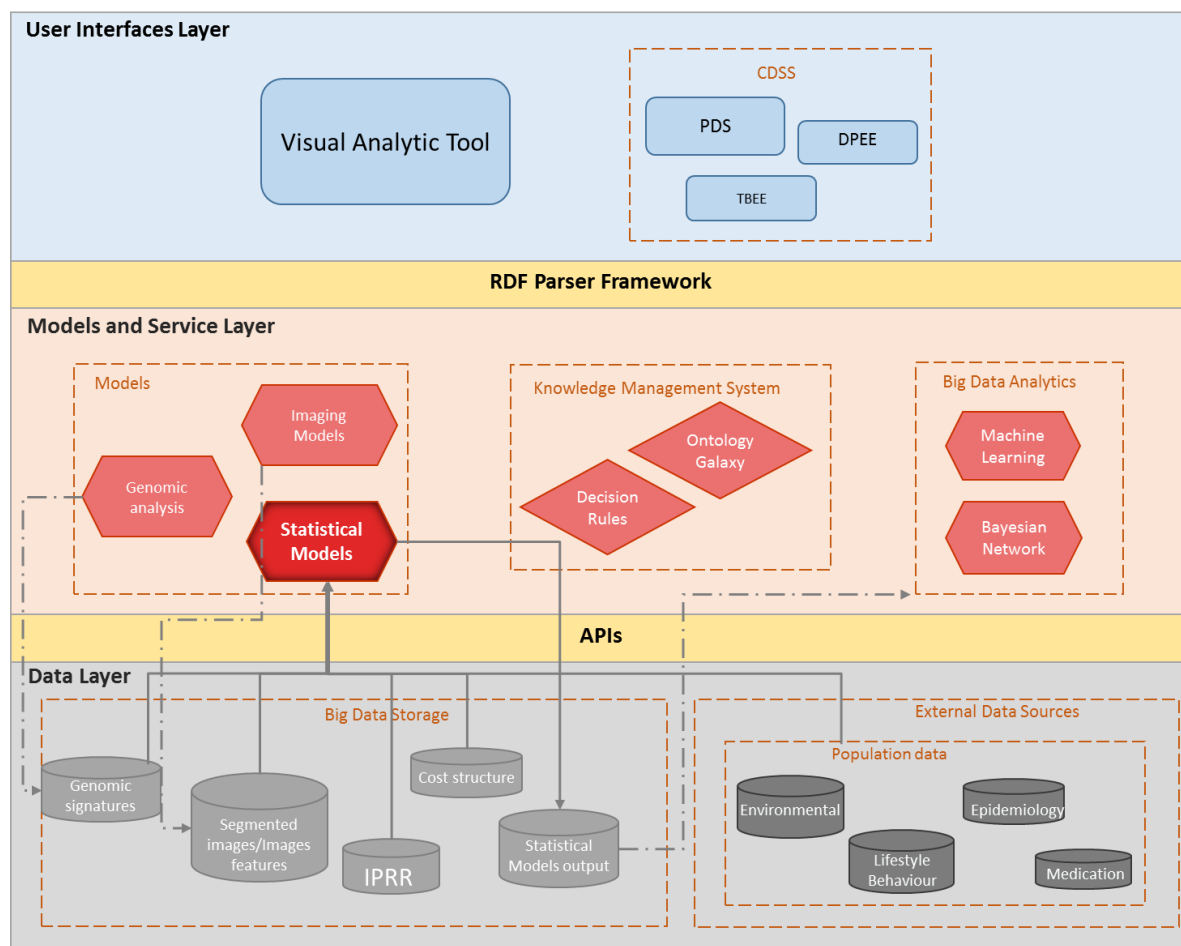 User Interfaces Layer
CDSS
Visual Analytic Tool
PDS
DPEE
TBEE
RDF Parser Framework
Models and Service Layer
Models
Imaging
Models
Genomic
analysis
Statistical
Models
Knowledge Management System
Ontology
Galaxy
Decision
Rules
Big Data Analytics
Machine
Learning
Bayesian
Network
APIs
Data Layer
Big Data Storage
Genomic
signatures
Segmented
images/Images
features
IPRR
Cost structure
Statistical
Models output
External Data Sources
Population data
Environmental
Lifestyle
Behaviour
Epidemiology
Medication